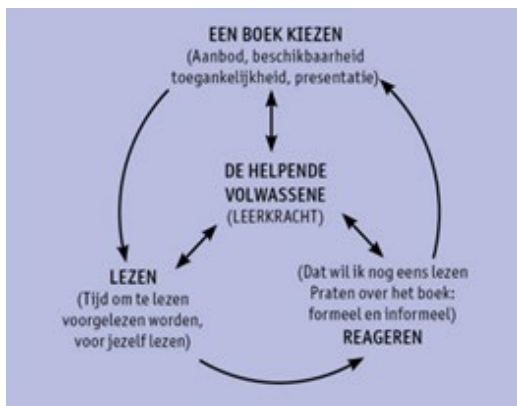 EEN BOEK KIEZEN
(Aanbod, beschikbaarheid
toegankelijkheid, presentatie)
DE HELPENDE
VOLWASSENE
(LEERKRACHT)
LEZEN
(Tijd om te lezen
voorgelezen worden,
voor jezelf lezen)
(Dat wil ik nog eens lezen
Praten over het boek:
formeel en informeel)
REAGEREN